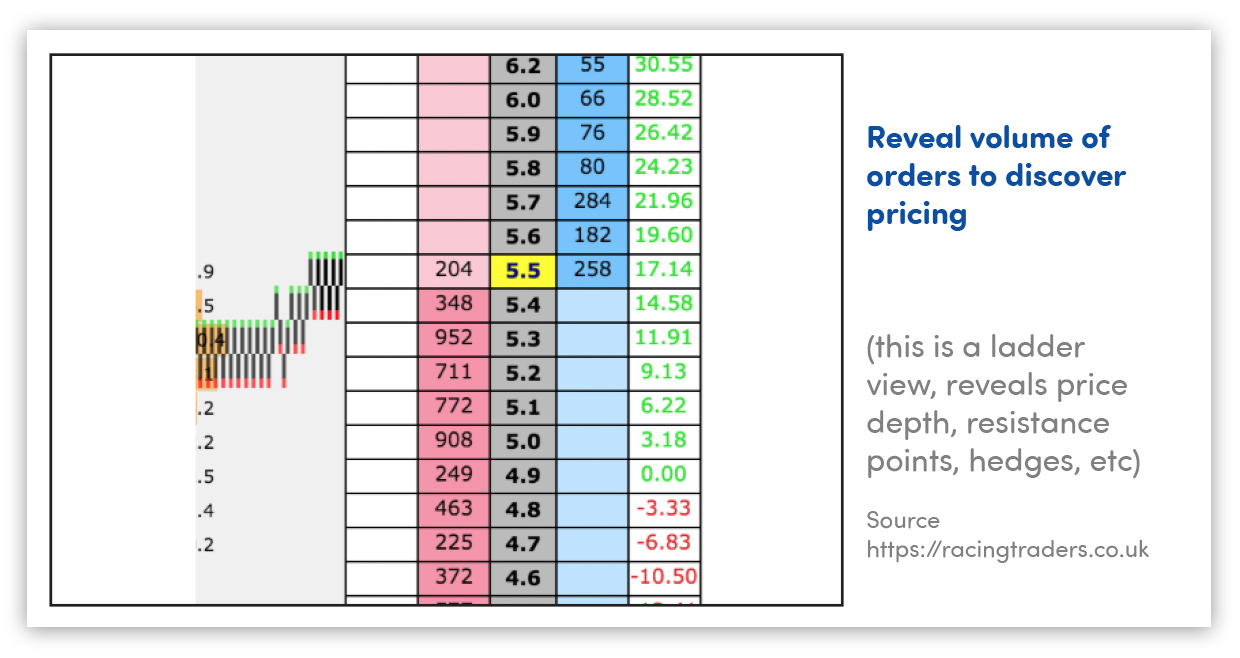 6.2 55 30.55
6.0 66 28.52
5.9 76 26.42
5.8 80 24.23
5.7 284 21.96
5.6 182 19.60
.9 204 5.5 258 17.14
.5 348 5.4 14.58
0.4 952 5.3 11.91
1 711 5.2 9.13
.2 772 5.1 6.22
.2 908 5.0 3.18
.5 249 4.9 0.00
.4 463 4.8 -3.33
.2 225 4.7 -6.83
372 4.6 -10.50
Reveal volume of
orders to discover
pricing
(this is a ladder
view, reveals price
depth, resistance
points, hedges, etc)
Source
https://racingtraders.co.uk